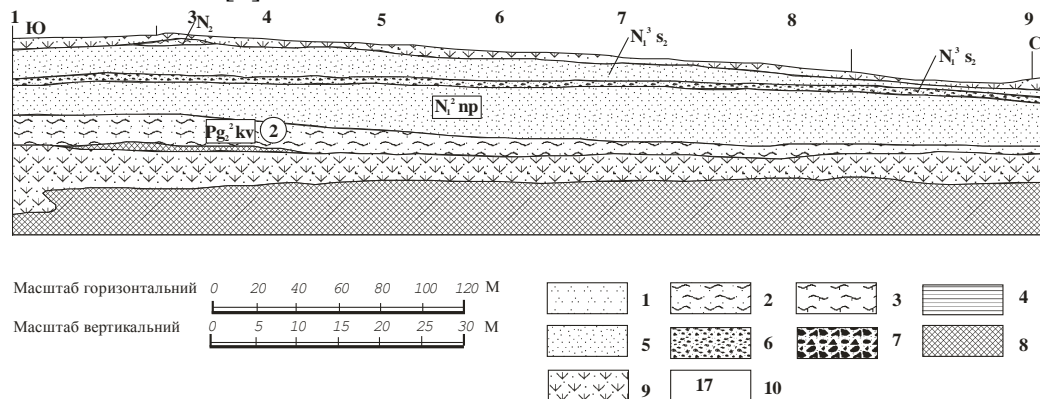 1 3 4 5 6 7 8 9
Ю N₂ N₁³ s₂ С
N₁³ s₂
N₁² np
Pg₂² kv 2
Масштаб горизонтальний 0 20 40 60 80 100 120 М
Масштаб вертикальний 0 5 10 15 20 25 30 М
1 2 3 4
5 6 7 8
9 17 10